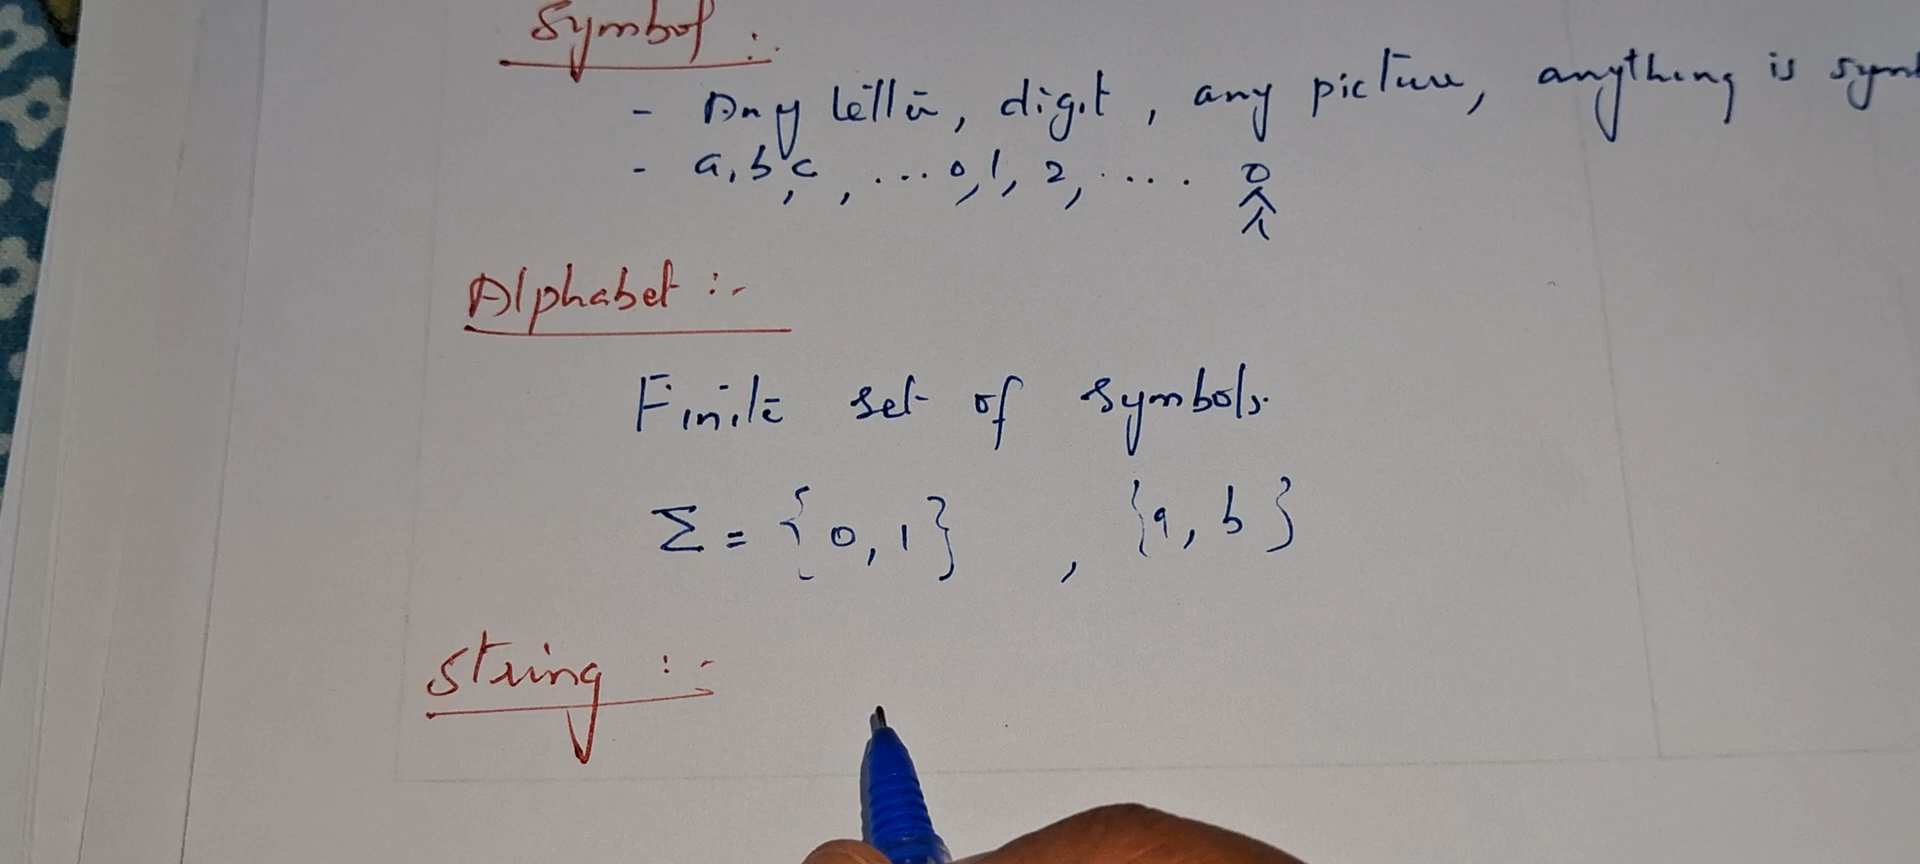 Symbol :-
- Any letter, digit, any picture, anything is symb
- a, b, c, ... 0, 1, 2, ....
Alphabet :-
Finite set of symbols.
Σ = {0, 1} , {a, b}
String :-